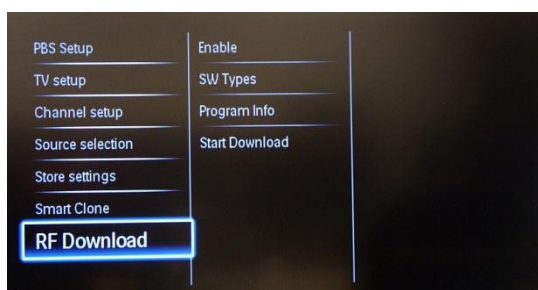 PBS Setup
TV setup
Channel setup
Source selection
Store settings
Smart Clone
RF Download
Enable
SW Types
Program Info
Start Download